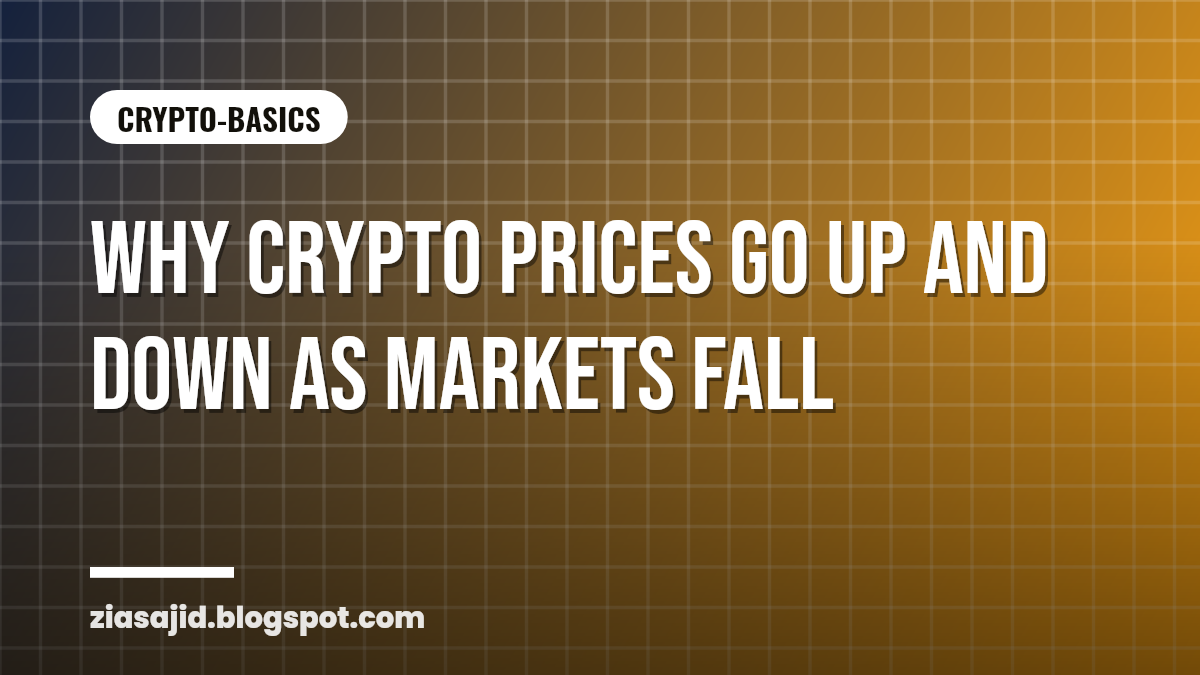 CRYPTO-BASICS
WHY CRYPTO PRICES GO UP AND
DOWN AS MARKETS FALL
ziasajid.blogspot.com